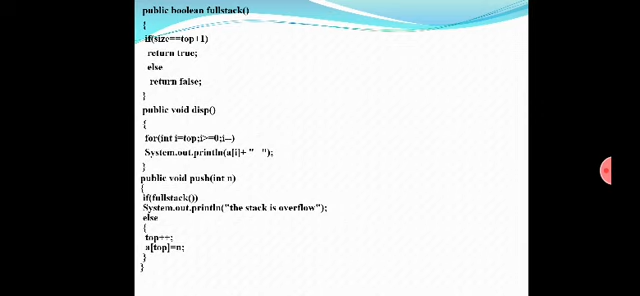 public boolean fullstack()
{
if(size==top+1)
return true;
else
return false;
}
public void disp()
{
for(int i=top;i>=0;i--)
System.out.println(a[i]+ "   ");
}
public void push(int n)
{
if(fullstack())
System.out.println("the stack is overflow");
else
{
top++;
a[top]=n;
}
}